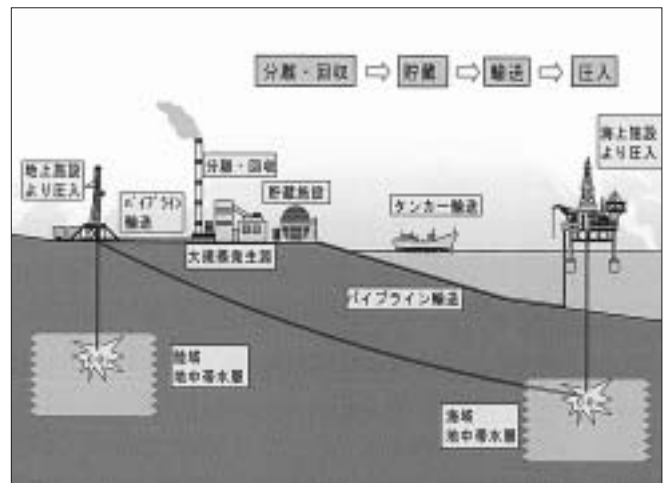 分離・回収 ⇨ 貯蔵 ⇨ 輸送 ⇨ 圧入
地上施設
より圧入
パイプライン
輸送
分離・回収
貯蔵施設
大規模発生源
タンカー輸送
海上施設
より圧入
パイプライン輸送
陸域
地中帯水層
海域
地中帯水層